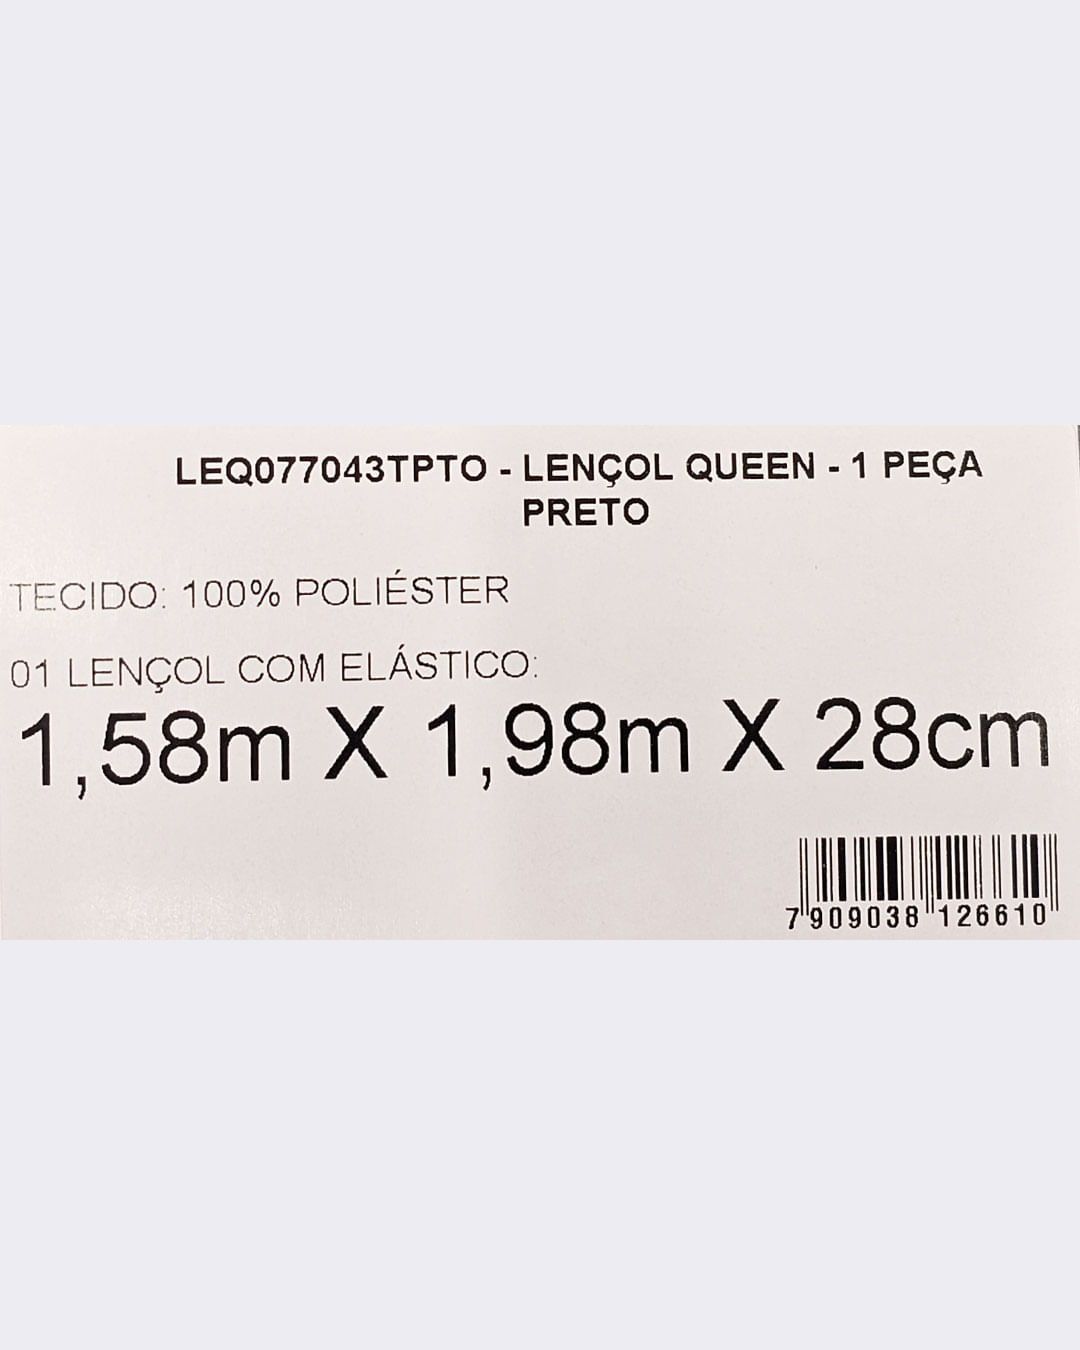 LEQ077043TPTO - LENÇOL QUEEN - 1 PEÇA
PRETO
TECIDO: 100% POLIÉSTER
01 LENÇOL COM ELÁSTICO:
1,58m X 1,98m X 28cm
7 909038 126610